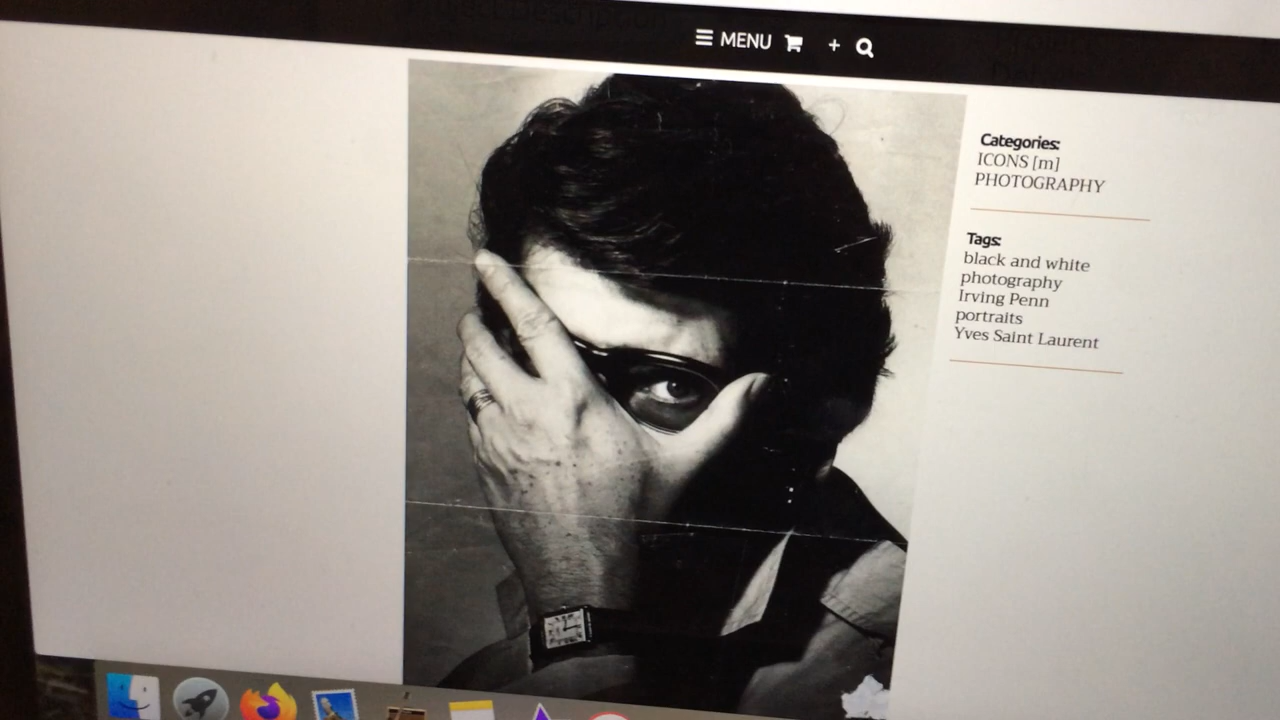 MENU
Categories:
ICONS [m]
PHOTOGRAPHY
Tags:
black and white
photography
Irving Penn
portraits
Yves Saint Laurent